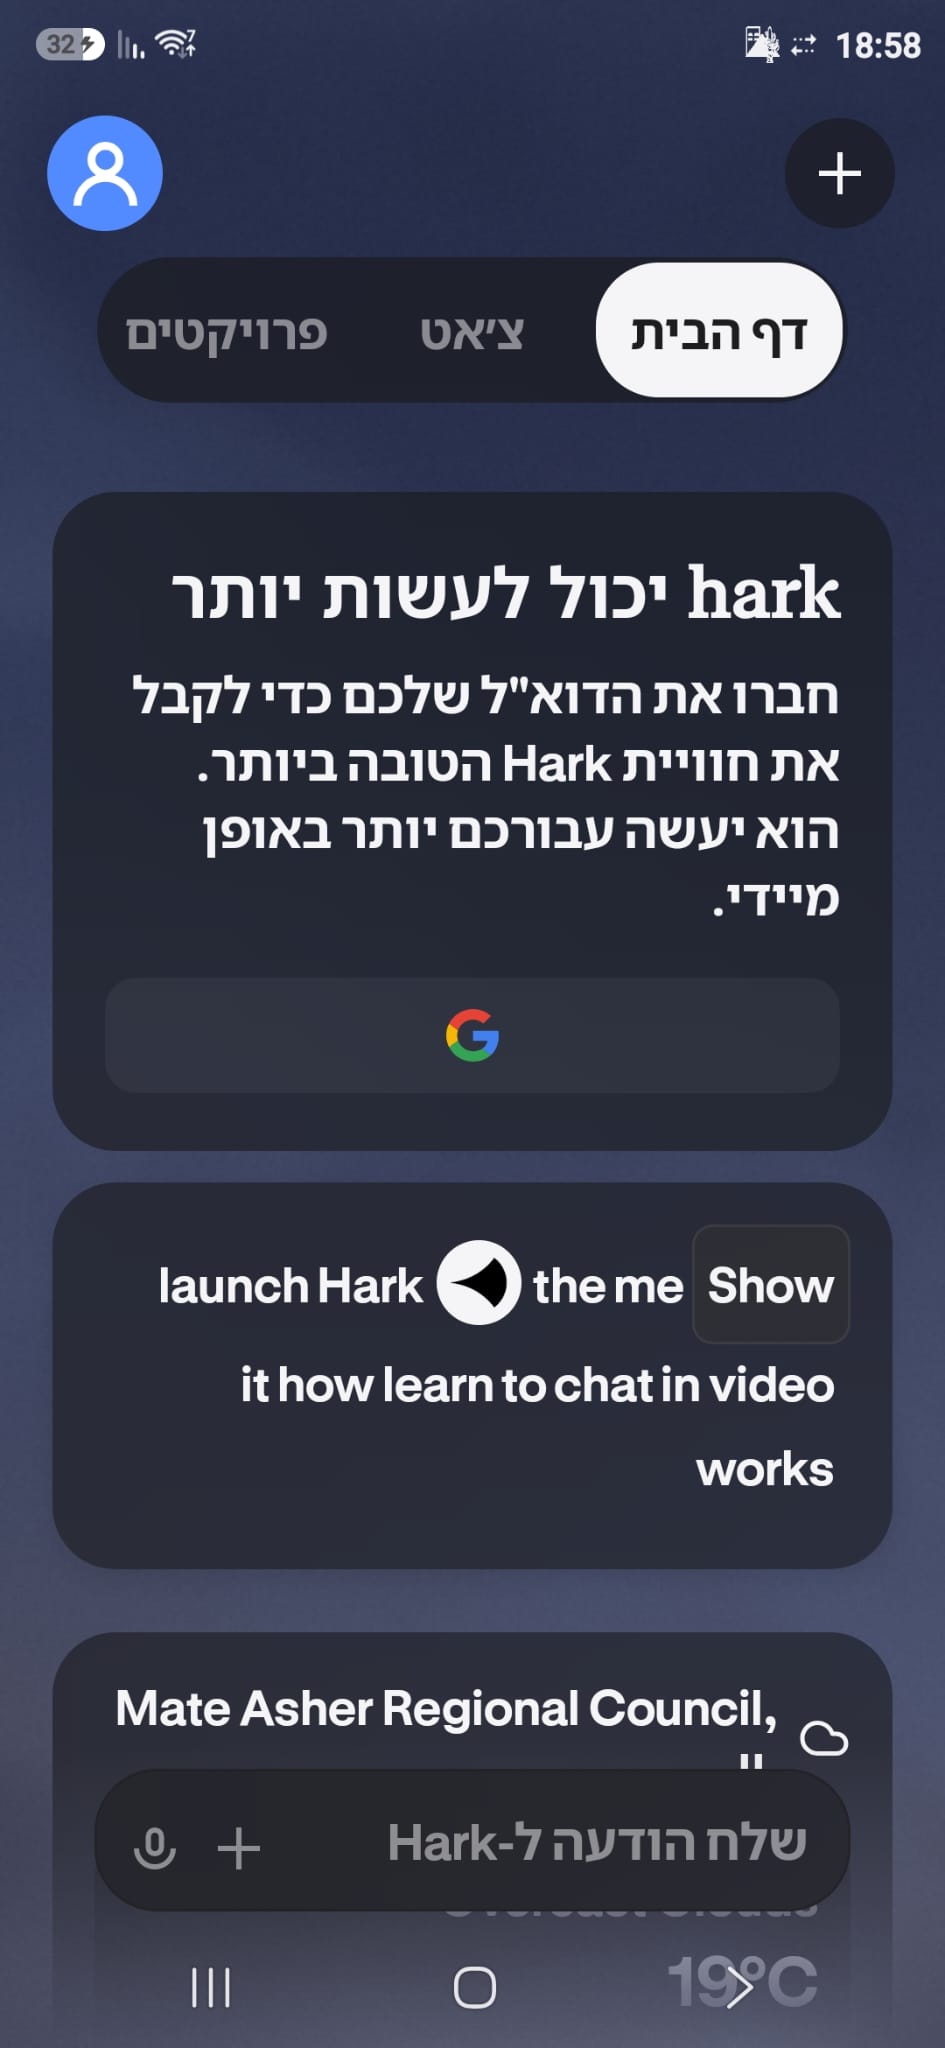 32
18:58
דף הבית
צ׳אט
פרויקטים
hark יכול לעשות יותר
חברו את הדוא"ל שלכם כדי לקבל
את חוויית Hark הטובה ביותר.
הוא יעשה עבורכם יותר באופן
מיידי.
Show me the Hark launch
video in chat to learn how it
works
Mate Asher Regional Council,
שלח הודעה ל-Hark
19°C